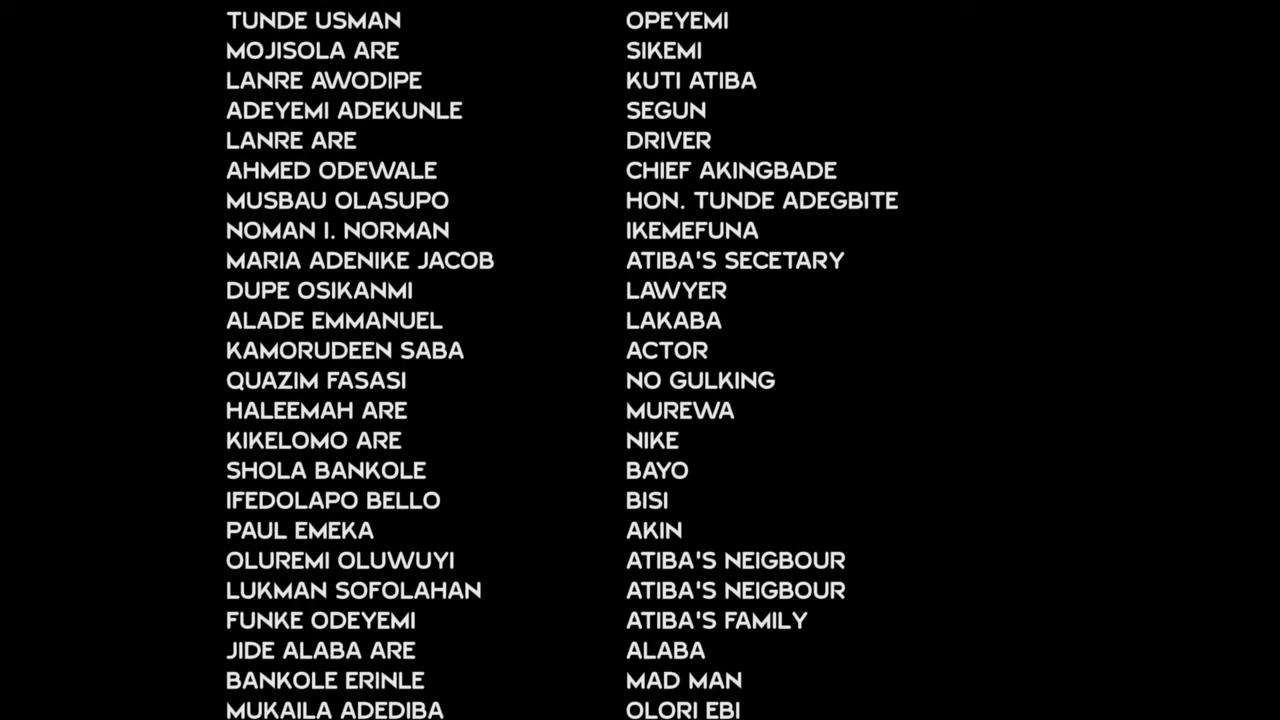 TUNDE USMAN OPEYEMI
MOJISOLA ARE SIKEMI
LANRE AWODIPE KUTI ATIBA
ADEYEMI ADEKUNLE SEGUN
LANRE ARE DRIVER
AHMED ODEWALE CHIEF AKINGBADE
MUSBAU OLASUPO HON. TUNDE ADEGBITE
NOMAN I. NORMAN IKEMEFUNA
MARIA ADENIKE JACOB ATIBA'S SECETARY
DUPE OSIKANMI LAWYER
ALADE EMMANUEL LAKABA
KAMORUDEEN SABA ACTOR
QUAZIM FASASI NO GULKING
HALEEMAH ARE MUREWA
KIKELOMO ARE NIKE
SHOLA BANKOLE BAYO
IFEDOLAPO BELLO BISI
PAUL EMEKA AKIN
OLUREMI OLUWUYI ATIBA'S NEIGBOUR
LUKMAN SOFOLAHAN ATIBA'S NEIGBOUR
FUNKE ODEYEMI ATIBA'S FAMILY
JIDE ALABA ARE ALABA
BANKOLE ERINLE MAD MAN
MUKAILA ADEDIBA OLORI EBI